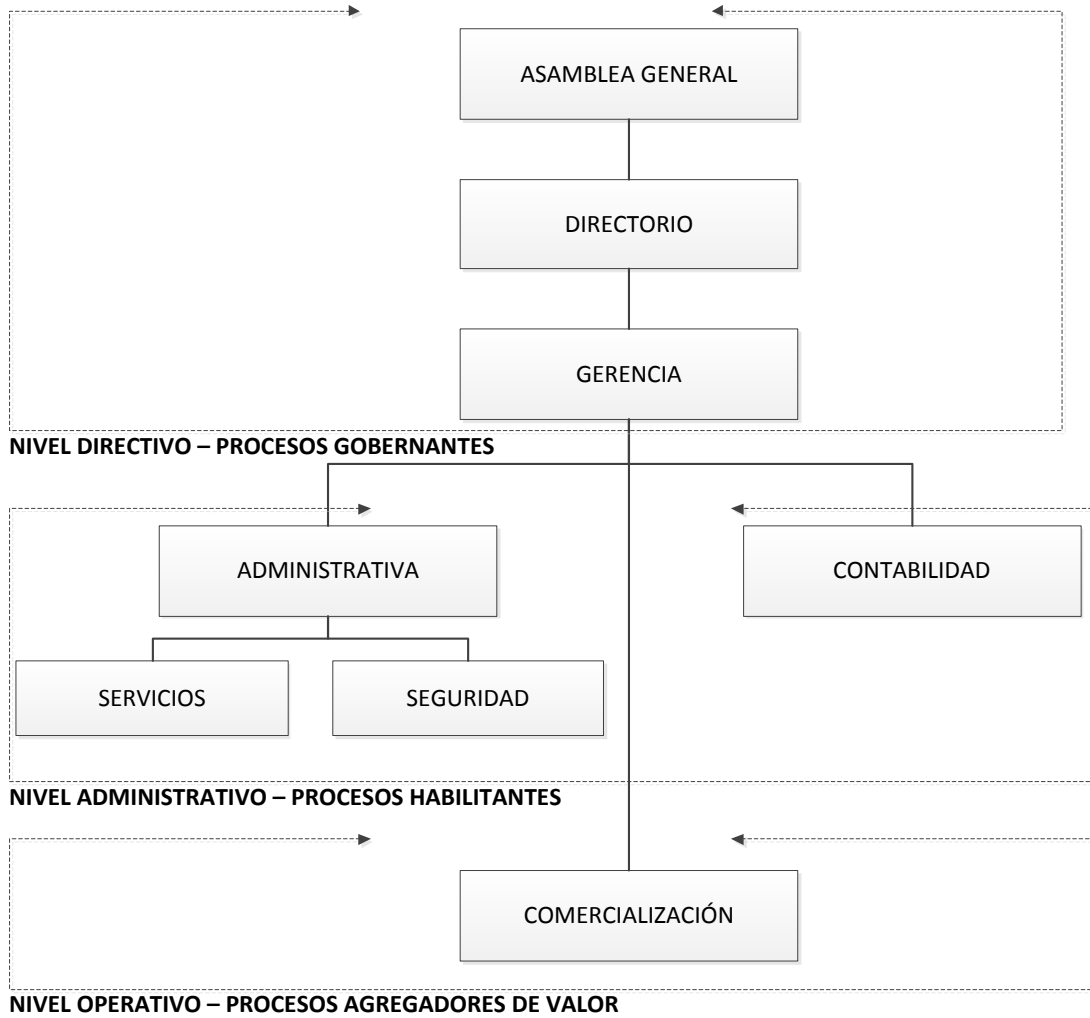 ASAMBLEA GENERAL
DIRECTORIO
GERENCIA
NIVEL DIRECTIVO – PROCESOS GOBERNANTES
ADMINISTRATIVA
CONTABILIDAD
SERVICIOS
SEGURIDAD
NIVEL ADMINISTRATIVO – PROCESOS HABILITANTES
COMERCIALIZACIÓN
NIVEL OPERATIVO – PROCESOS AGREGADORES DE VALOR